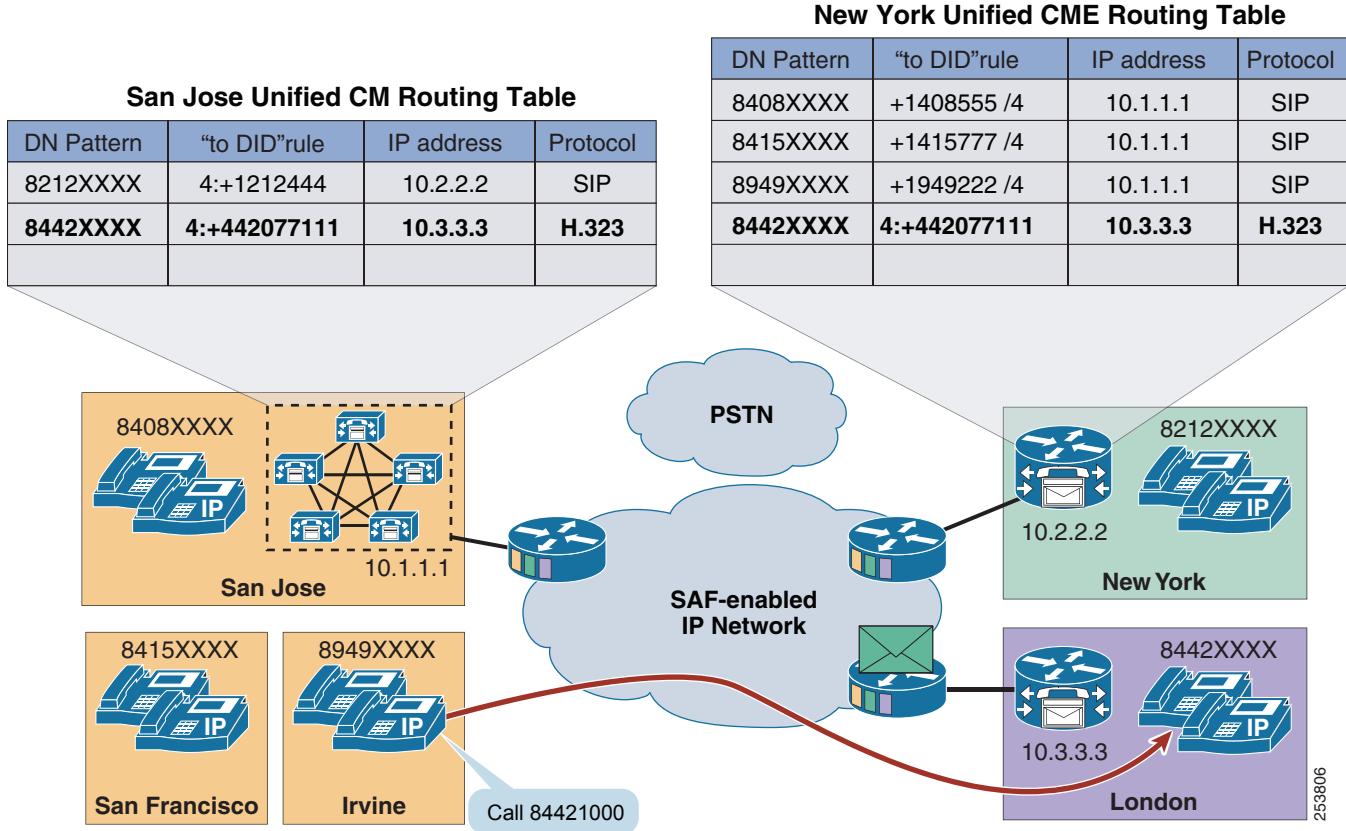 New York Unified CME Routing Table
DN Pattern "to DID"rule IP address Protocol
8408XXXX +1408555 /4 10.1.1.1 SIP
8415XXXX +1415777 /4 10.1.1.1 SIP
8949XXXX +1949222 /4 10.1.1.1 SIP
8442XXXX 4:+442077111 10.3.3.3 H.323
San Jose Unified CM Routing Table
DN Pattern "to DID"rule IP address Protocol
8212XXXX 4:+1212444 10.2.2.2 SIP
8442XXXX 4:+442077111 10.3.3.3 H.323
8408XXXX
IP
10.1.1.1
San Jose
PSTN
8212XXXX
IP
10.2.2.2
New York
SAF-enabled
IP Network
8415XXXX
IP
San Francisco
8949XXXX
IP
Irvine
Call 84421000
8442XXXX
IP
10.3.3.3
London
253806